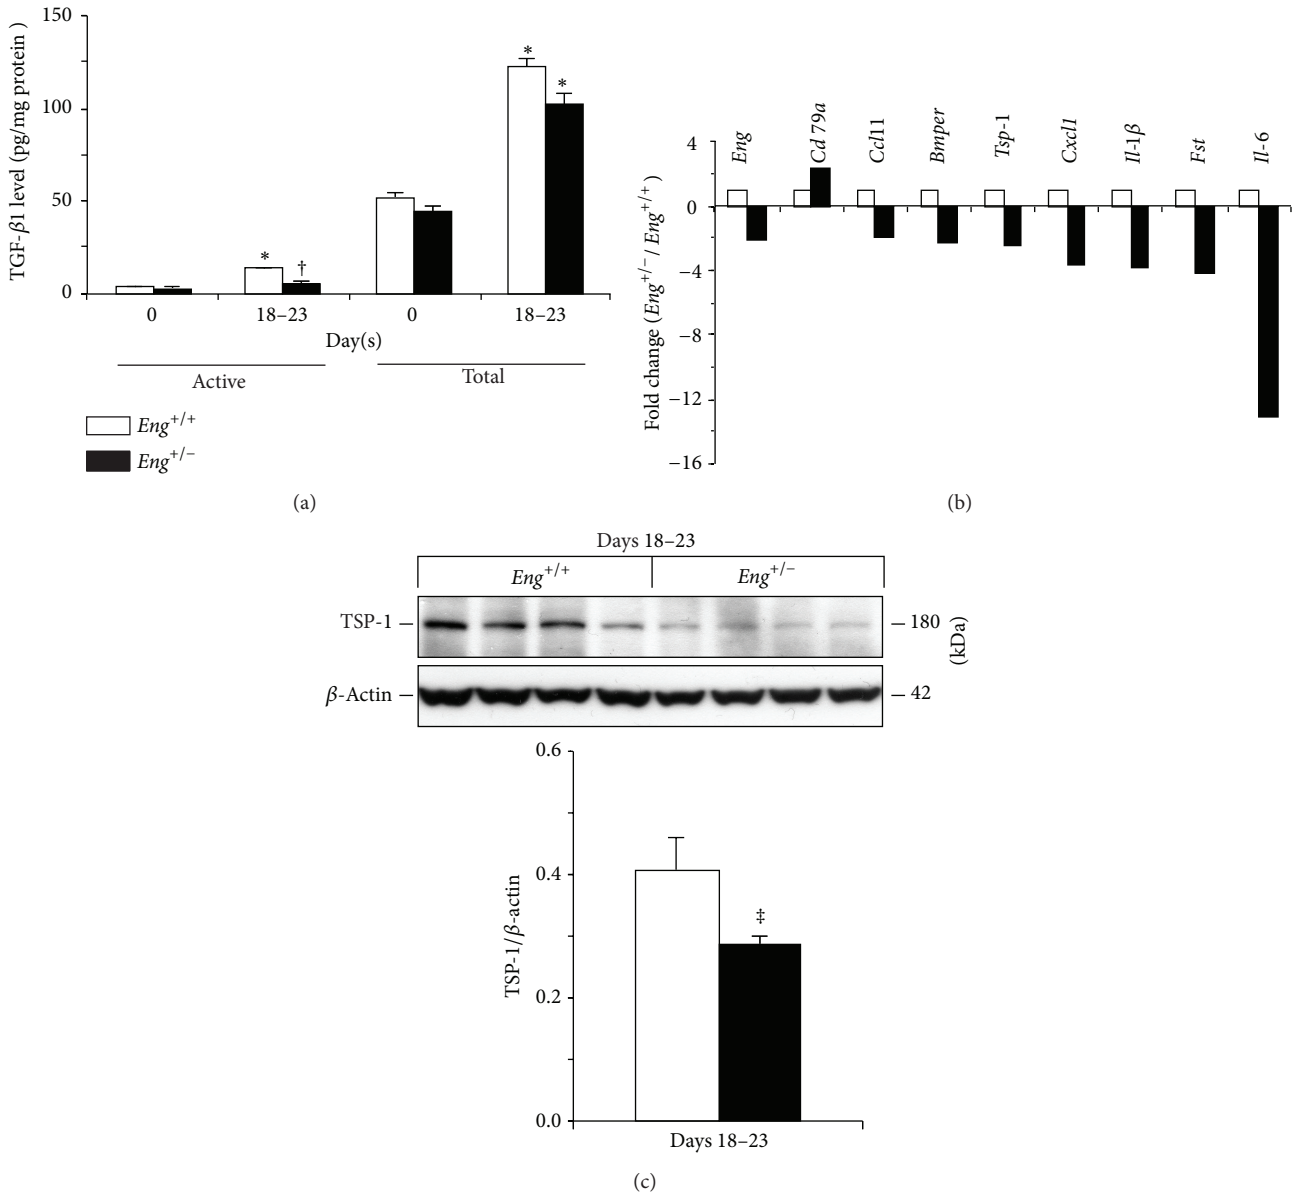 TGF-β1 level (pg/mg protein )
150
100
50
0
*
†
*
*
0
18–23
0
18–23
Day(s)
Active
Total
Eng+/+
Eng+/−
(a)
Fold change (Eng+/− / Eng+/+ )
4
0
−4
−8
−12
−16
Eng
Cd 79a
Ccl11
Bmper
Tsp-1
Cxcl1
Il-1β
Fst
Il-6
(b)
Days 18–23
Eng+/+
Eng+/−
TSP-1
180
β-Actin
42
(kDa)
TSP-1/β-actin
0.6
0.4
0.2
0.0
‡
Days 18–23
(c)